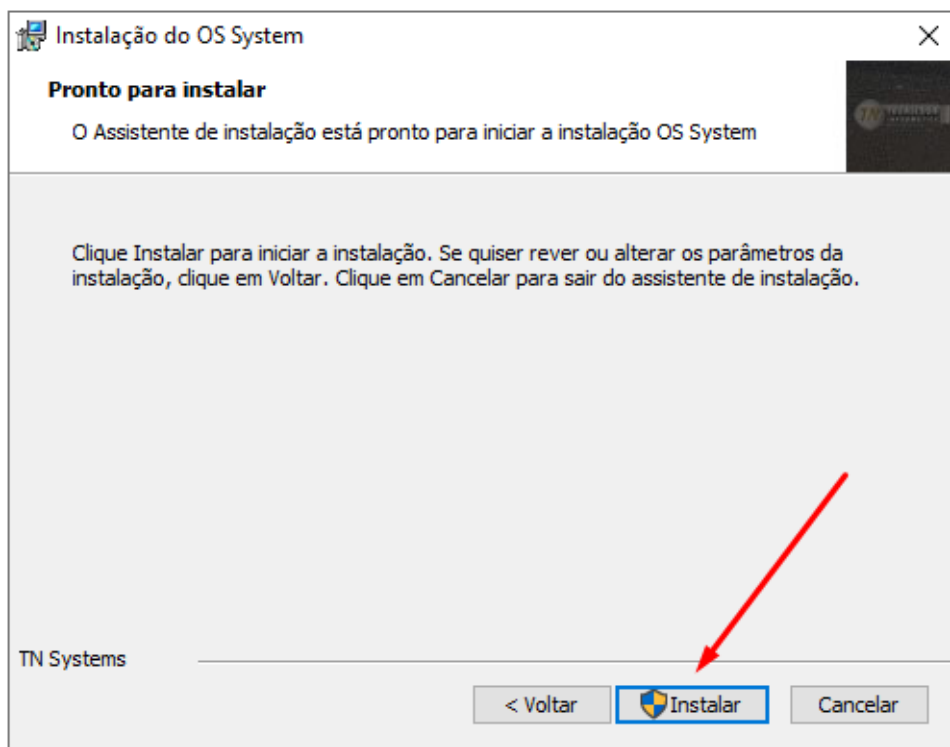 Instalação do OS System
Pronto para instalar
O Assistente de instalação está pronto para iniciar a instalação OS System
TN
Clique Instalar para iniciar a instalação. Se quiser rever ou alterar os parâmetros da
instalação, clique em Voltar. Clique em Cancelar para sair do assistente de instalação.
TN Systems
< Voltar
Instalar
Cancelar